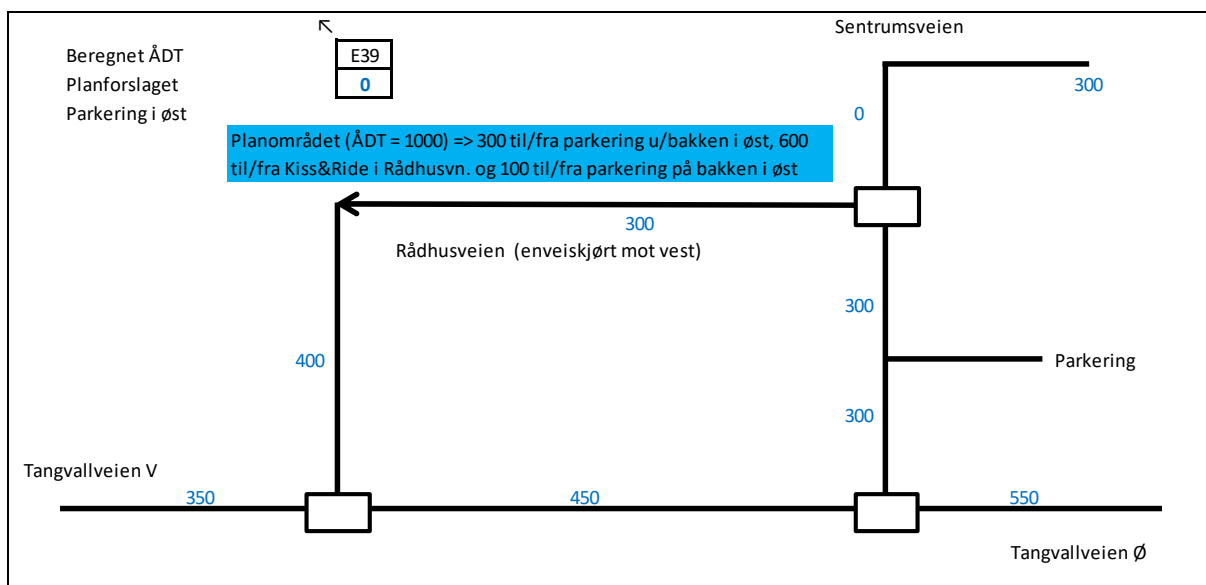 Sentrumsveien
Beregnet ÅDT
E39
Planforslaget
0
300
Parkering i øst
0
Planområdet (ÅDT = 1000) => 300 til/fra parkering u/bakken i øst, 600
til/fra Kiss&Ride i Rådhusvn. og 100 til/fra parkering på bakken i øst
300
Rådhusveien (enveiskjørt mot vest)
300
400
Parkering
300
Tangvallveien V
350
450
550
Tangvallveien Ø